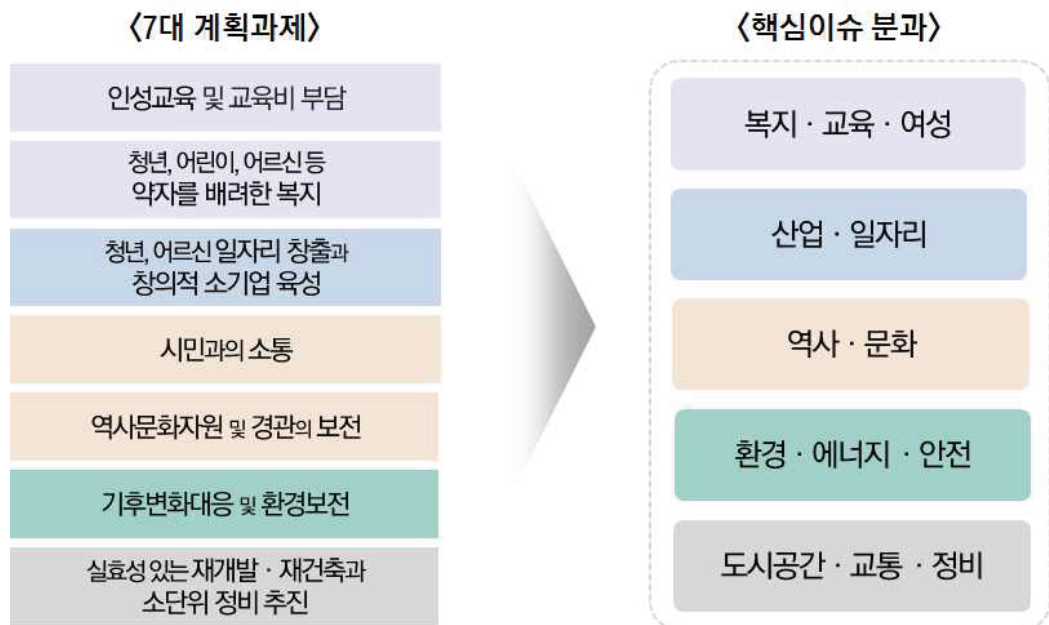 〈7대 계획과제〉
인성교육 및 교육비 부담
청년, 어린이, 어르신 등
약자를 배려한 복지
청년, 어르신 일자리 창출과
창의적 소기업 육성
시민과의 소통
역사문화자원 및 경관의 보전
기후변화대응 및 환경보전
실효성 있는 재개발 · 재건축과
소단위 정비 추진
〈핵심이슈 분과〉
복지 · 교육 · 여성
산업 · 일자리
역사 · 문화
환경 · 에너지 · 안전
도시공간 · 교통 · 정비